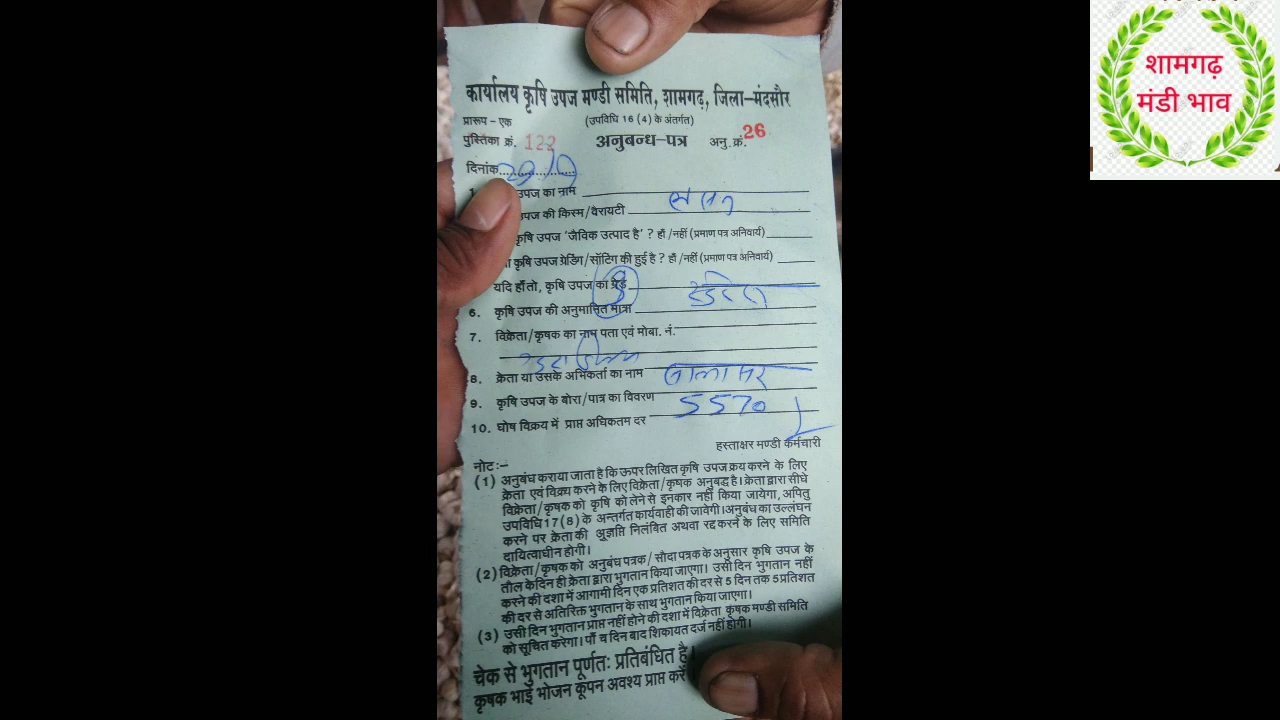 शामगढ़
मंडी भाव
कार्यालय कृषि उपज मण्डी समिति, शामगढ़, जिला-मंदसौर
प्रारूप - एक (उपविधि 16 (4) के अंतर्गत)
पुस्तिका क्रं. 122 अनुबन्ध-पत्र अनु.क्रं. 26
दिनांक
उपज का नाम
उपज की किस्म/वैरायटी
कृषि उपज 'जैविक उत्पाद है' ? हाँ /नहीं (प्रमाण पत्र अनिवार्य)
कृषि उपज ग्रेडिंग/सॉटिंग की हुई है ? हाँ /नहीं (प्रमाण पत्र अनिवार्य)
यदि हाँ तो, कृषि उपज का ग्रेड
6. कृषि उपज की अनुमानित मात्रा
7. विक्रेता/कृषक का नाम पता एवं मोबा. नं.
8. क्रेता या उसके अभिकर्ता का नाम
9. कृषि उपज के बोरा/पात्र का विवरण
5570
10. घोष विक्रय में प्राप्त अधिकतम दर
हस्ताक्षर मण्डी कर्मचारी
नोट :-
(1) अनुबंध कराया जाता है कि ऊपर लिखित कृषि उपज क्रय करने के लिए
क्रेता एवं विक्रय करने के लिए विक्रेता/कृषक अनुबद्ध है। क्रेता द्वारा सीधे
विक्रेता/कृषक को कृषि को लेने से इनकार नहीं किया जायेगा, अपितु
उपविधि 17 (8) के अन्तर्गत कार्यवाही की जावेगी। अनुबंध का उल्लंघन
करने पर क्रेता की अुज्ञप्ति निलंबित अथवा रद्द करने के लिए समिति
दायित्वाधीन होगी।
(2) विक्रेता/कृषक को अनुबंध पत्रक/ सौदा पत्रक के अनुसार कृषि उपज के
तौल के दिन ही क्रेता द्वारा भुगतान किया जाएगा। उसी दिन भुगतान नहीं
करने की दशा में आगामी दिन एक प्रतिशत की दर से 5 दिन तक 5 प्रतिशत
की दर से अतिरिक्त भुगतान के साथ भुगतान किया जाएगा।
(3) उसी दिन भुगतान प्राप्त नहीं होने की दशा में विक्रेता कृषक मण्डी समिति
को सूचित करेगा। पाँच दिन बाद शिकायत दर्ज नहीं होगी।
चेक से भुगतान पूर्णतः प्रतिबंधित है।
कृषक भाई भोजन कूपन अवश्य प्राप्त करें